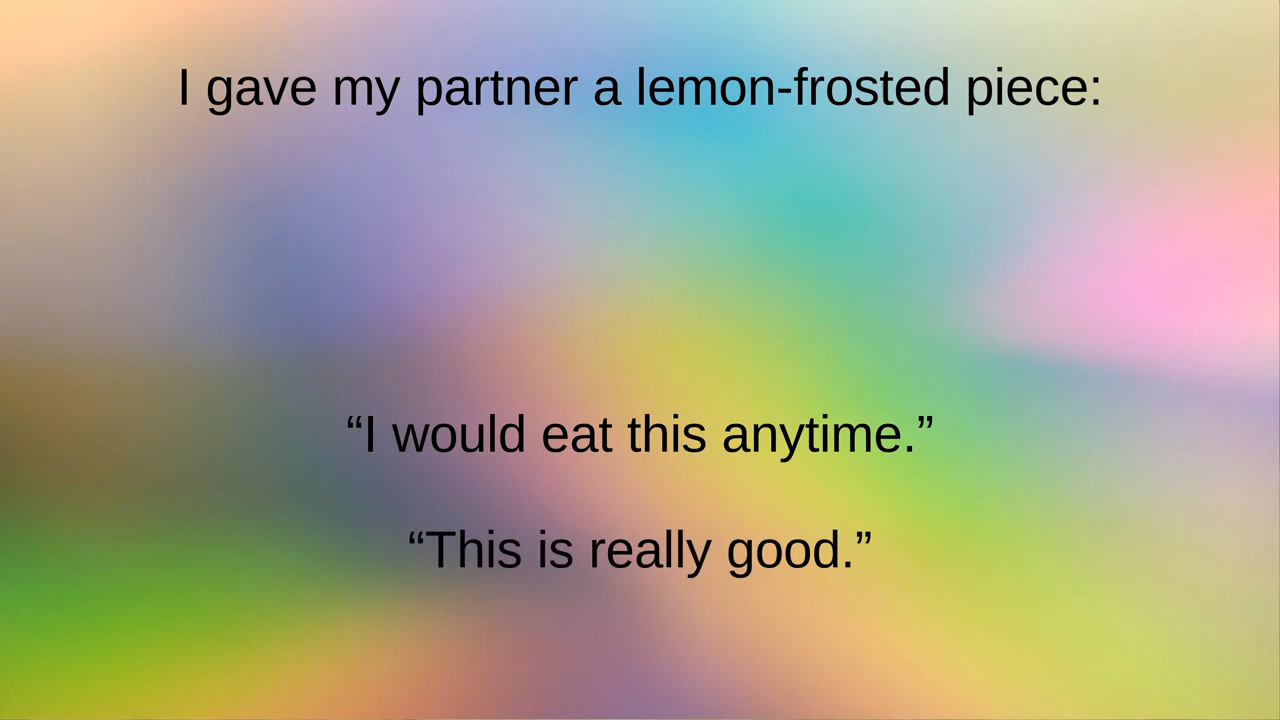 I gave my partner a lemon-frosted piece:
“I would eat this anytime.”
“This is really good.”